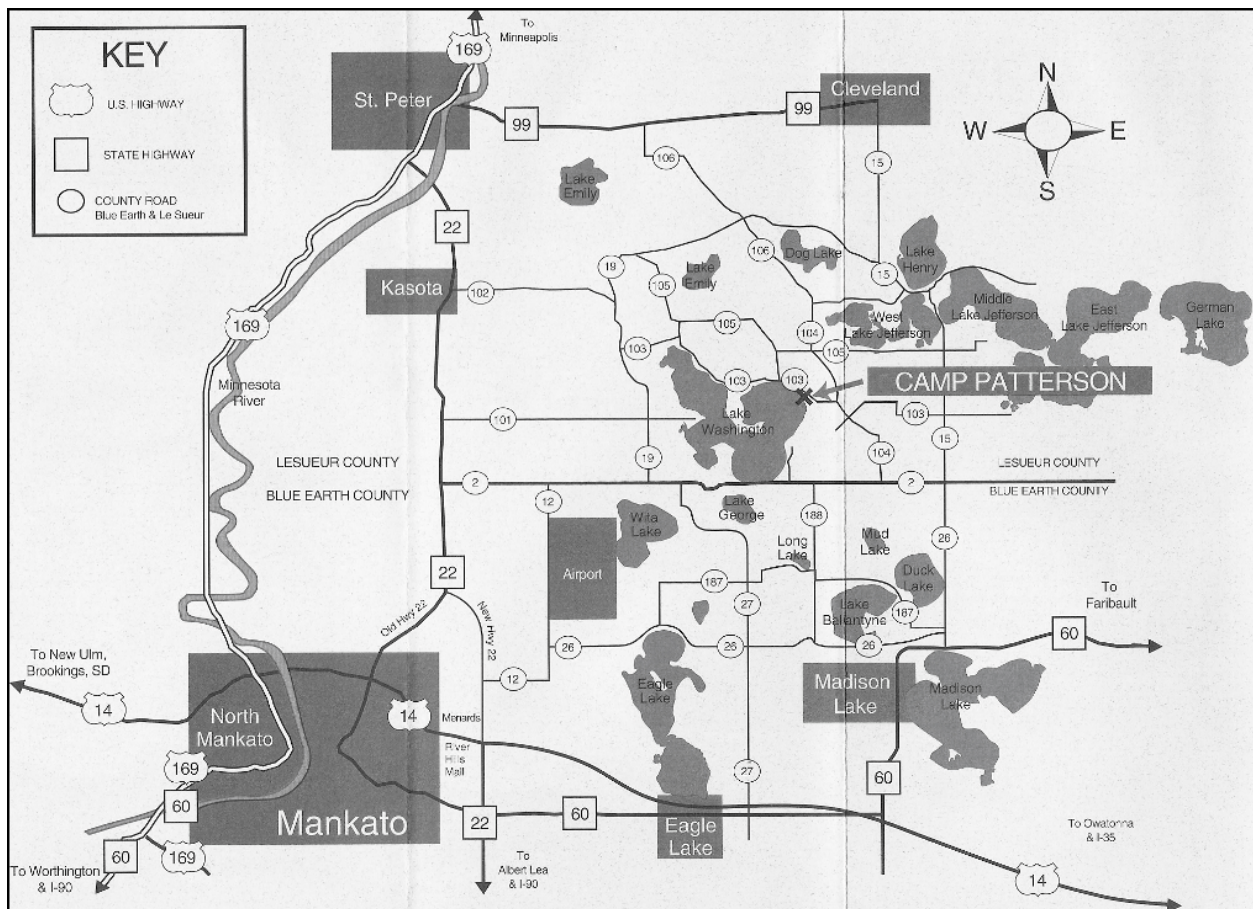 To
Minneapolis
KEY
U.S. HIGHWAY
STATE HIGHWAY
COUNTY ROAD
Blue Earth & Le Sueur
169
St. Peter
99
99
Cleveland
N
W
E
S
106
15
Lake
Emily
22
106
Dog Lake
Lake
Henry
19
Lake
Emily
15
Kasota
102
105
Middle
Lake Jefferson
East
Lake Jefferson
German
Lake
169
105
104
West
Lake Jefferson
103
105
Minnesota
River
103
103
CAMP PATTERSON
101
Lake
Washington
103
15
19
104
LESUEUR COUNTY
BLUE EARTH COUNTY
2
2
LESUEUR COUNTY
BLUE EARTH COUNTY
12
Lake
George
188
Wita
Lake
Long
Lake
Mud
Lake
26
22
Airport
187
Duck
Lake
Old Hwy 22
New Hwy 22
27
Lake
Ballantyne
187
To
Faribault
26
26
26
60
To New Ulm,
Brookings, SD
12
Eagle
Lake
Madison
Lake
Madison
Lake
14
North
Mankato
14
Menards
River
Hills
Mall
169
27
60
60
Mankato
22
60
Eagle
Lake
To Owatonna
& I-35
60
169
To Worthington
& I-90
To
Albert Lea
& I-90
14